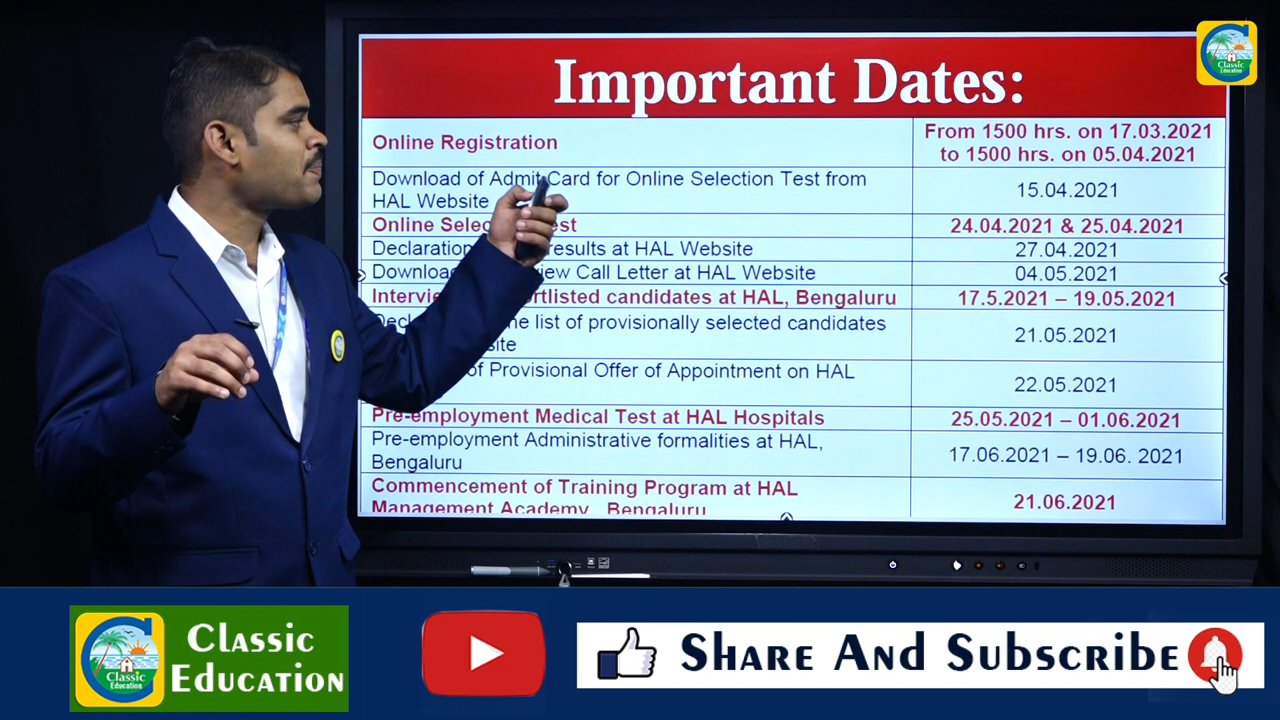 Important Dates:
Classic
Education
Online Registration
From 1500 hrs. on 17.03.2021
to 1500 hrs. on 05.04.2021
Download of Admit Card for Online Selection Test from
HAL Website
15.04.2021
Online Selec est
24.04.2021 & 25.04.2021
Declaration results at HAL Website
27.04.2021
Download view Call Letter at HAL Website
04.05.2021
Intervie ortlisted candidates at HAL, Bengaluru
17.5.2021 – 19.05.2021
Decl he list of provisionally selected candidates
site
21.05.2021
of Provisional Offer of Appointment on HAL
22.05.2021
Pre-employment Medical Test at HAL Hospitals
25.05.2021 – 01.06.2021
Pre-employment Administrative formalities at HAL,
Bengaluru
17.06.2021 – 19.06. 2021
Commencement of Training Program at HAL
Management Academy, Bengaluru
21.06.2021
Classic
Education
Classic
Education
Share And Subscribe